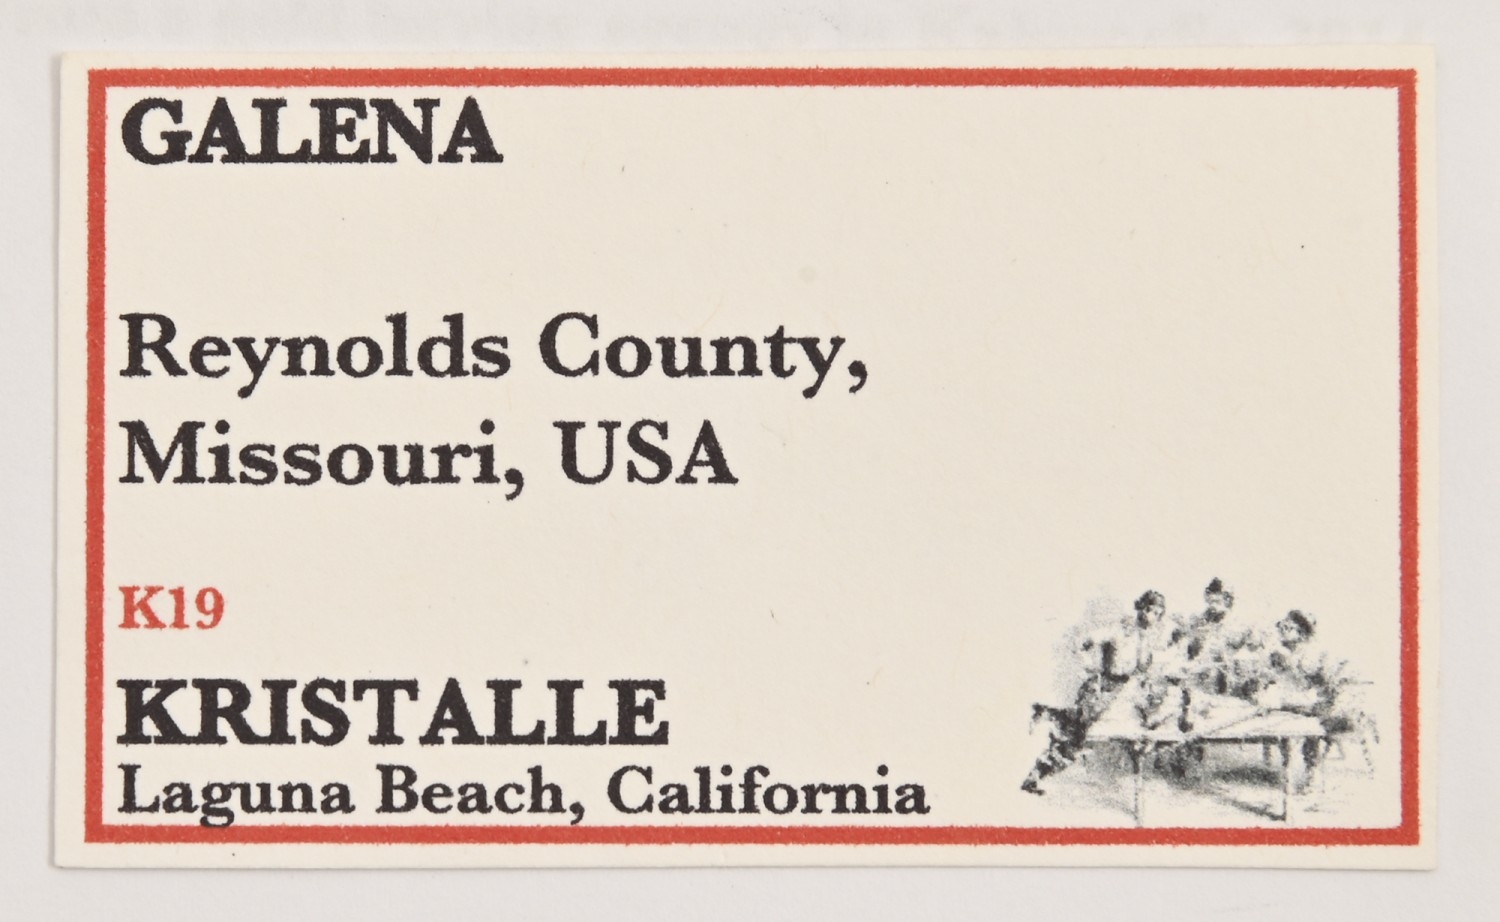 GALENA
Reynolds County,
Missouri, USA
K19
KRISTALLE
Laguna Beach, California